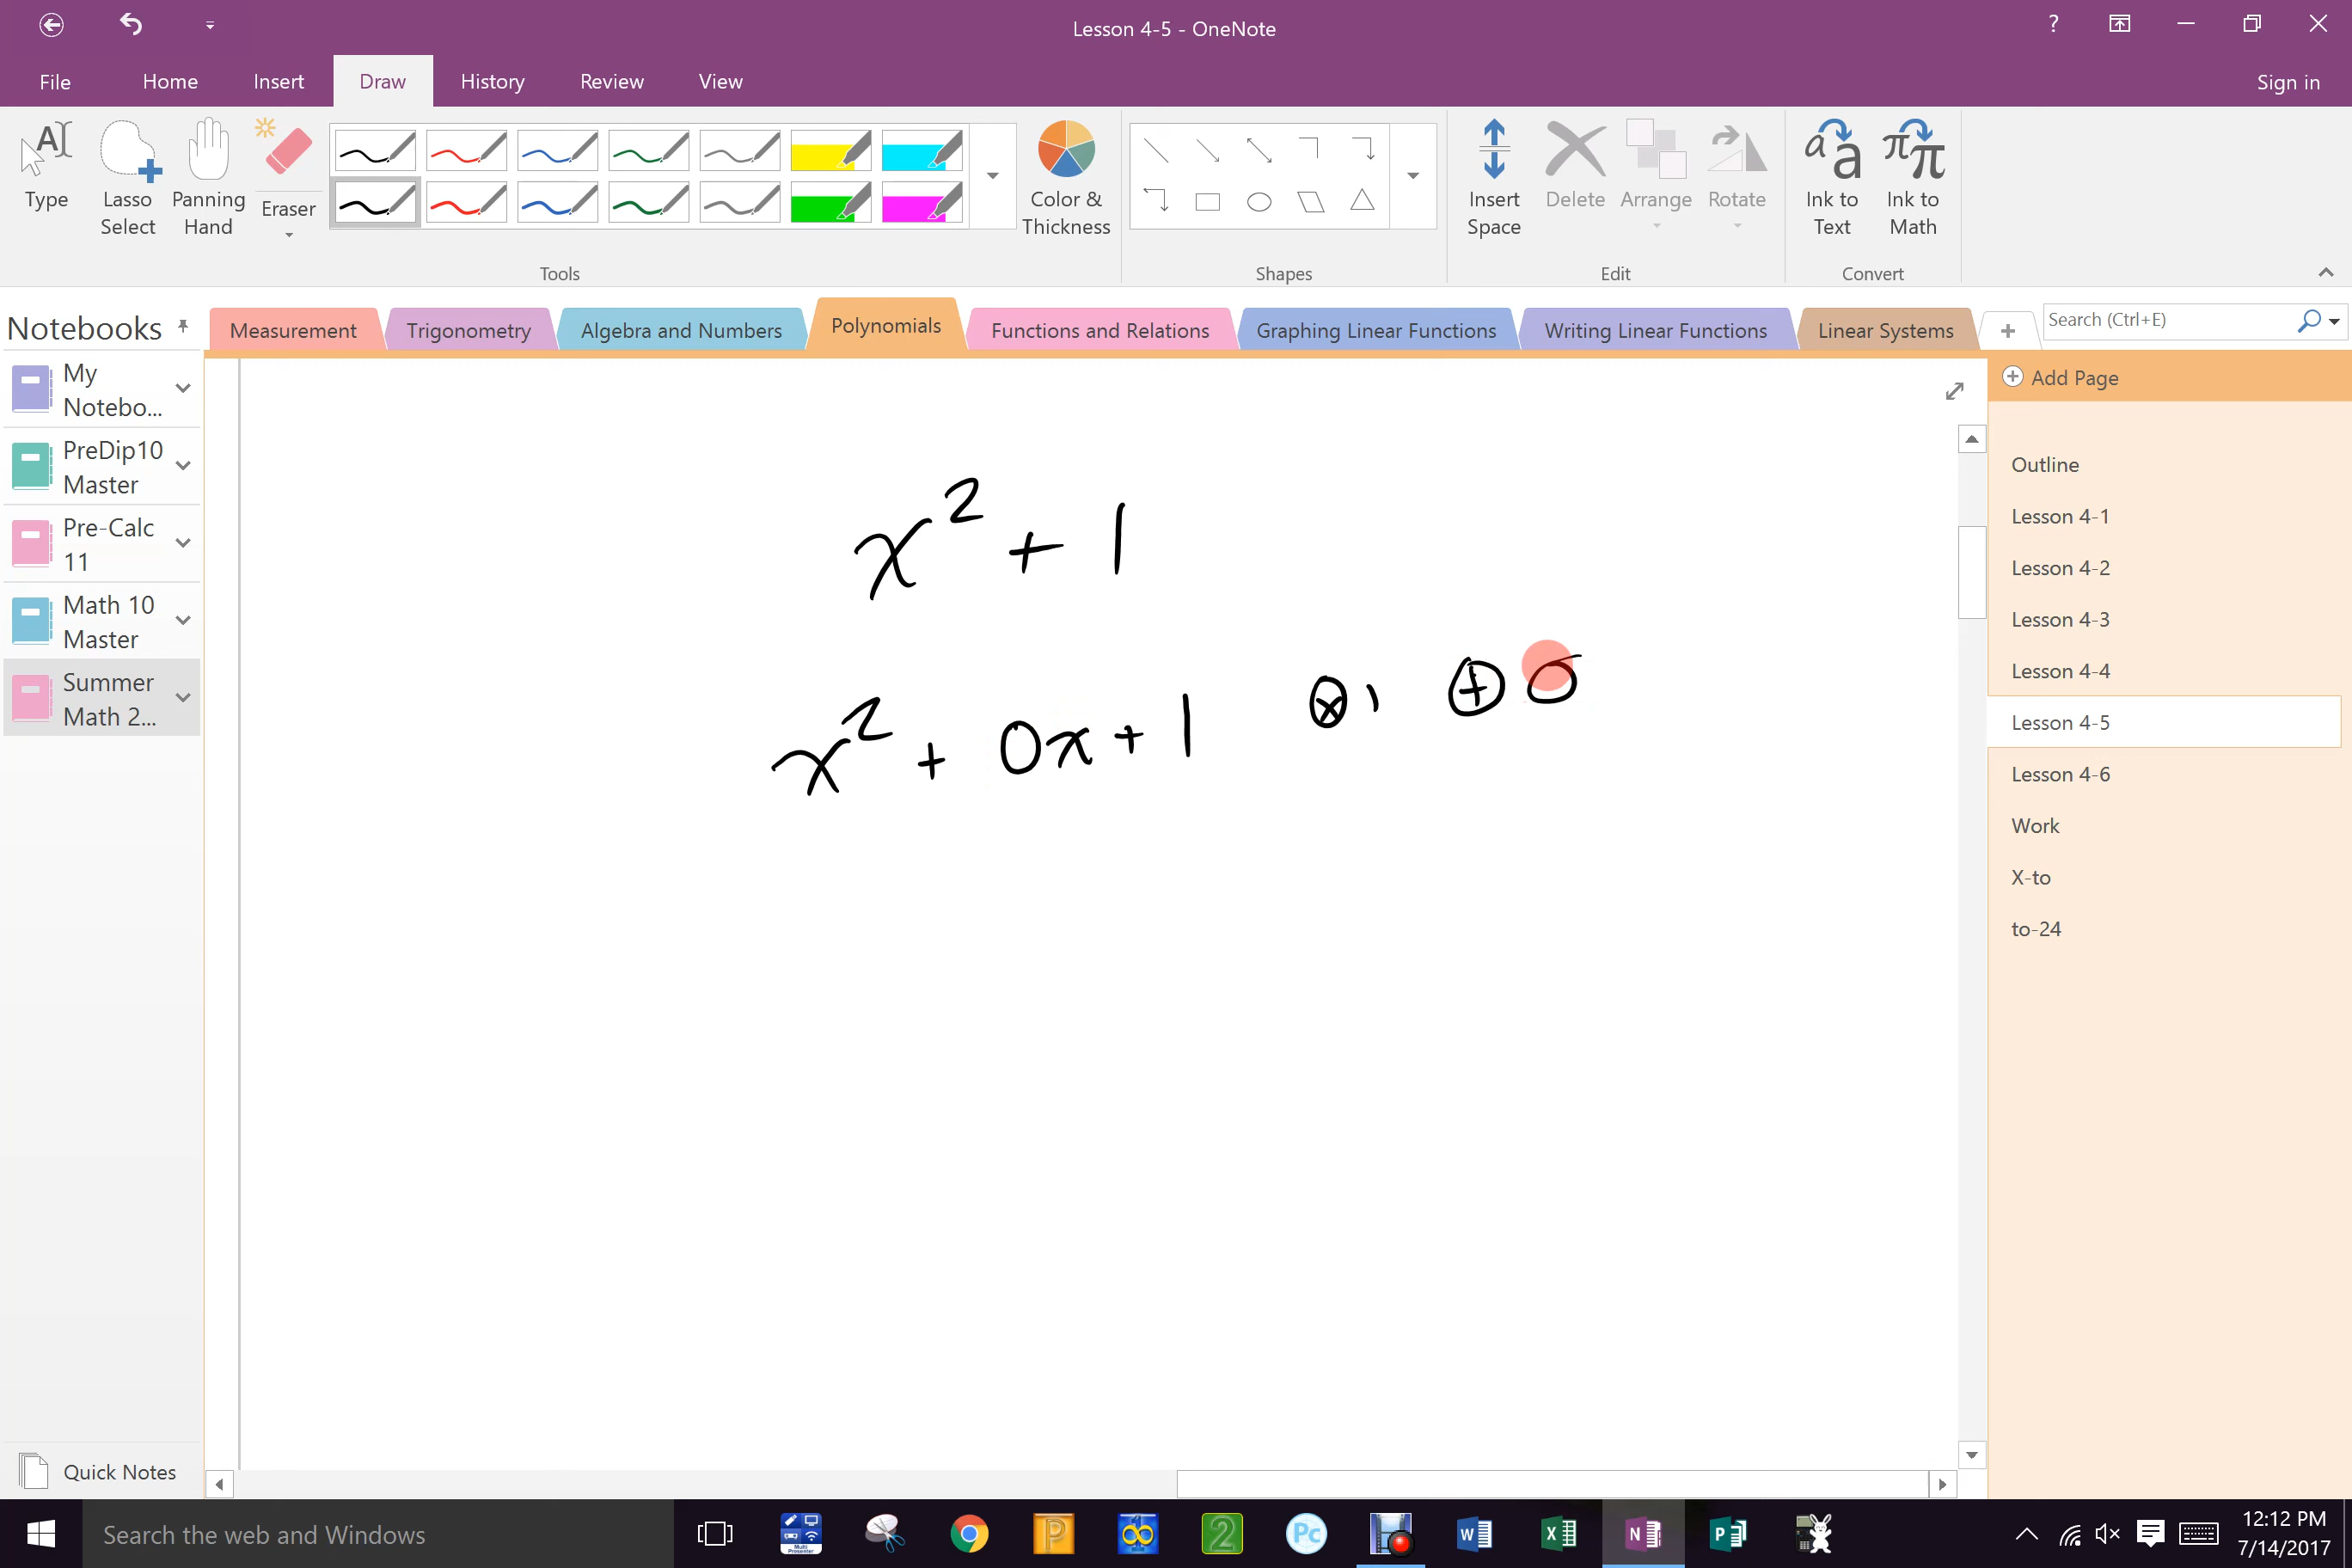 Lesson 4-5 - OneNote
?
File Home Insert Draw History Review View Sign in
Type
Lasso Select
Panning Hand
Eraser
Color & Thickness
Insert Space
Delete
Arrange
Rotate
Ink to Text
Ink to Math
Tools Shapes Edit Convert
Notebooks
Measurement Trigonometry Algebra and Numbers Polynomials Functions and Relations Graphing Linear Functions Writing Linear Functions Linear Systems +
Search (Ctrl+E)
My Notebo...
PreDip10 Master
Pre-Calc 11
Math 10 Master
Summer Math 2...
Quick Notes
x² + 1
x² + 0x + 1 ⊗ 1 ⊕ 0
Add Page
Outline
Lesson 4-1
Lesson 4-2
Lesson 4-3
Lesson 4-4
Lesson 4-5
Lesson 4-6
Work
X-to
to-24
Search the web and Windows
12:12 PM
7/14/2017